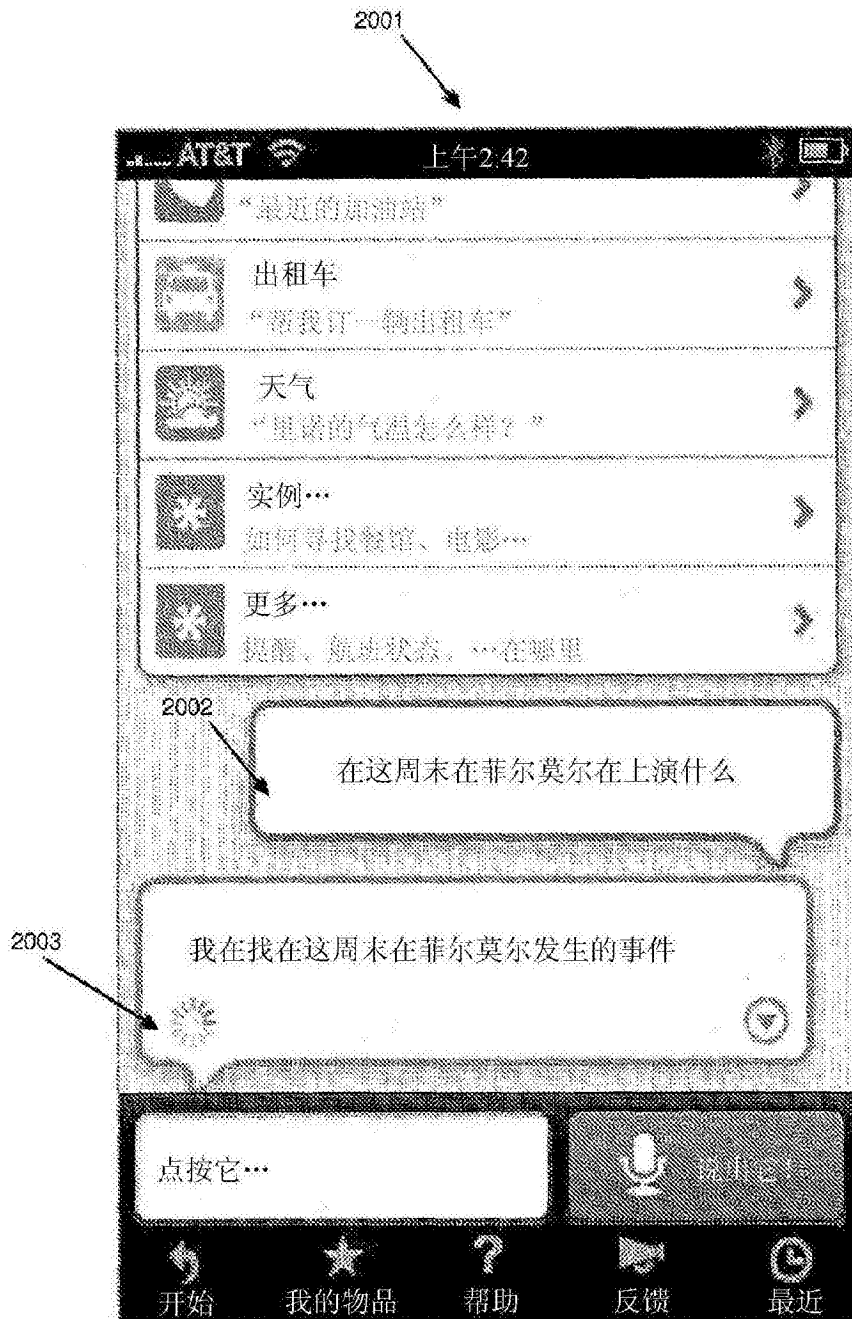 2001
AT&T 上午2:42
“最近的加油站”
出租车
“帮我订一辆出租车”
天气
“里诺的气温怎么样？”
实例…
如何寻找餐馆、电影…
更多…
提醒、航班状态、…在哪里
2002
在这周末在菲尔莫尔在上演什么
2003
我在找在这周末在菲尔莫尔发生的事件
点按它…
开始 我的物品 帮助 反馈 最近